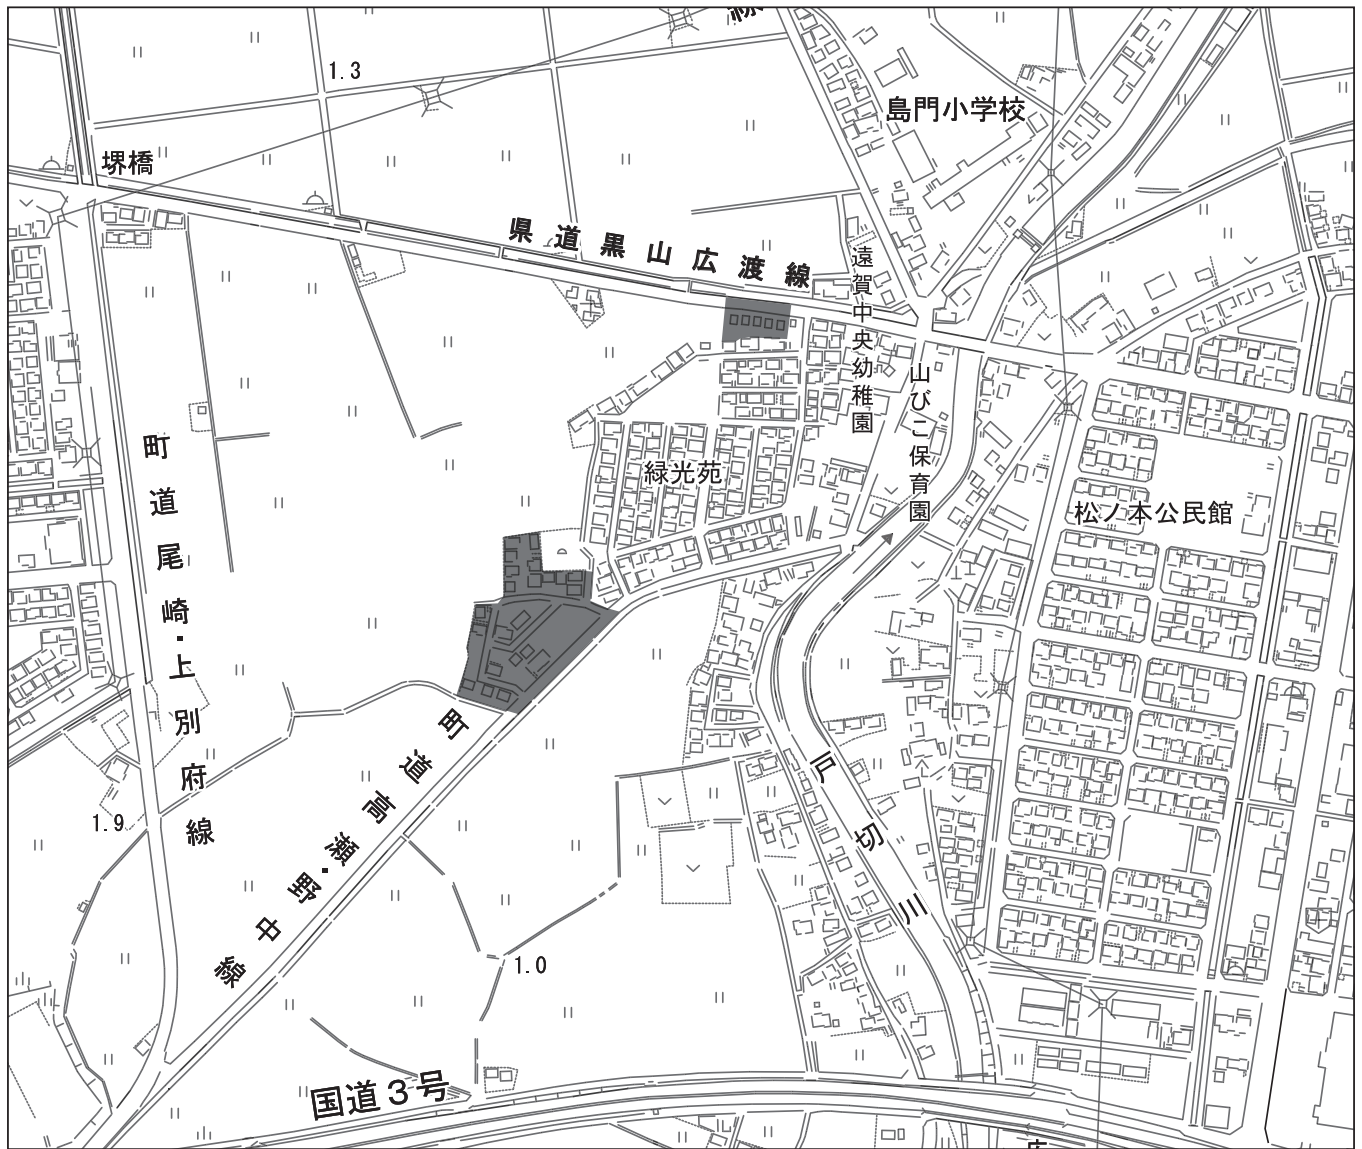 線
1.3
島門小学校
堺橋
県道黒山広渡線
遠賀中央幼稚園
山びこ保育園
町道尾崎・上別府線
緑光苑
松ノ本公民館
町道高瀬・野中線
戸切川
1.9
1.0
国道3号